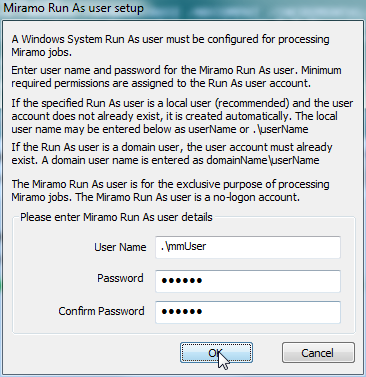 Miramo Run As user setup
A Windows System Run As user must be configured for processing
Miramo jobs.
Enter user name and password for the Miramo Run As user. Minimum
required permissions are assigned to the Run As user account.
If the specified Run As user is a local user (recommended) and the user
account does not already exist, it is created automatically. The local
user name may be entered below as userName or .\userName
If the Run As user is a domain user, the user account must already
exist. A domain user name is entered as domainName\userName
The Miramo Run As user is for the exclusive purpose of processing
Miramo jobs. The Miramo Run As user is a no-logon account.
Please enter Miramo Run As user details
User Name .\mmUser
Password ●●●●●●
Confirm Password ●●●●●●
OK Cancel